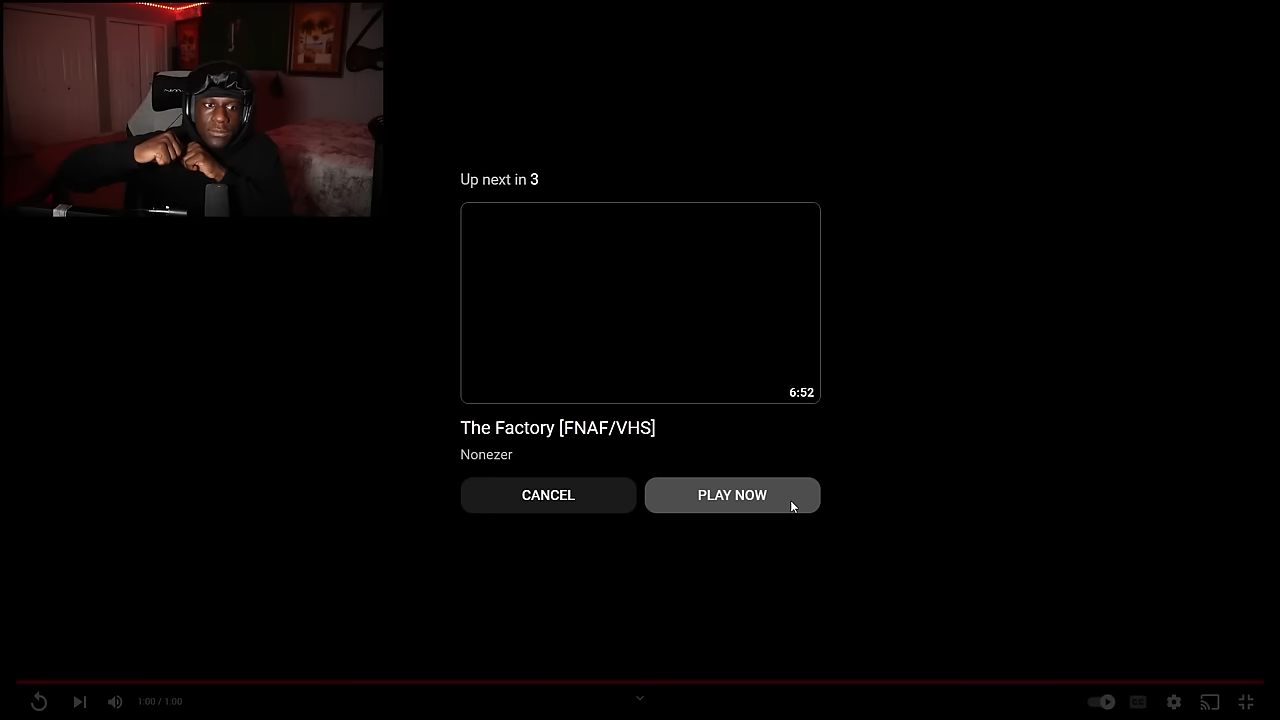 Up next in 3
6:52
The Factory [FNAF/VHS]
Nonezer
CANCEL
PLAY NOW
1:00 / 1:00